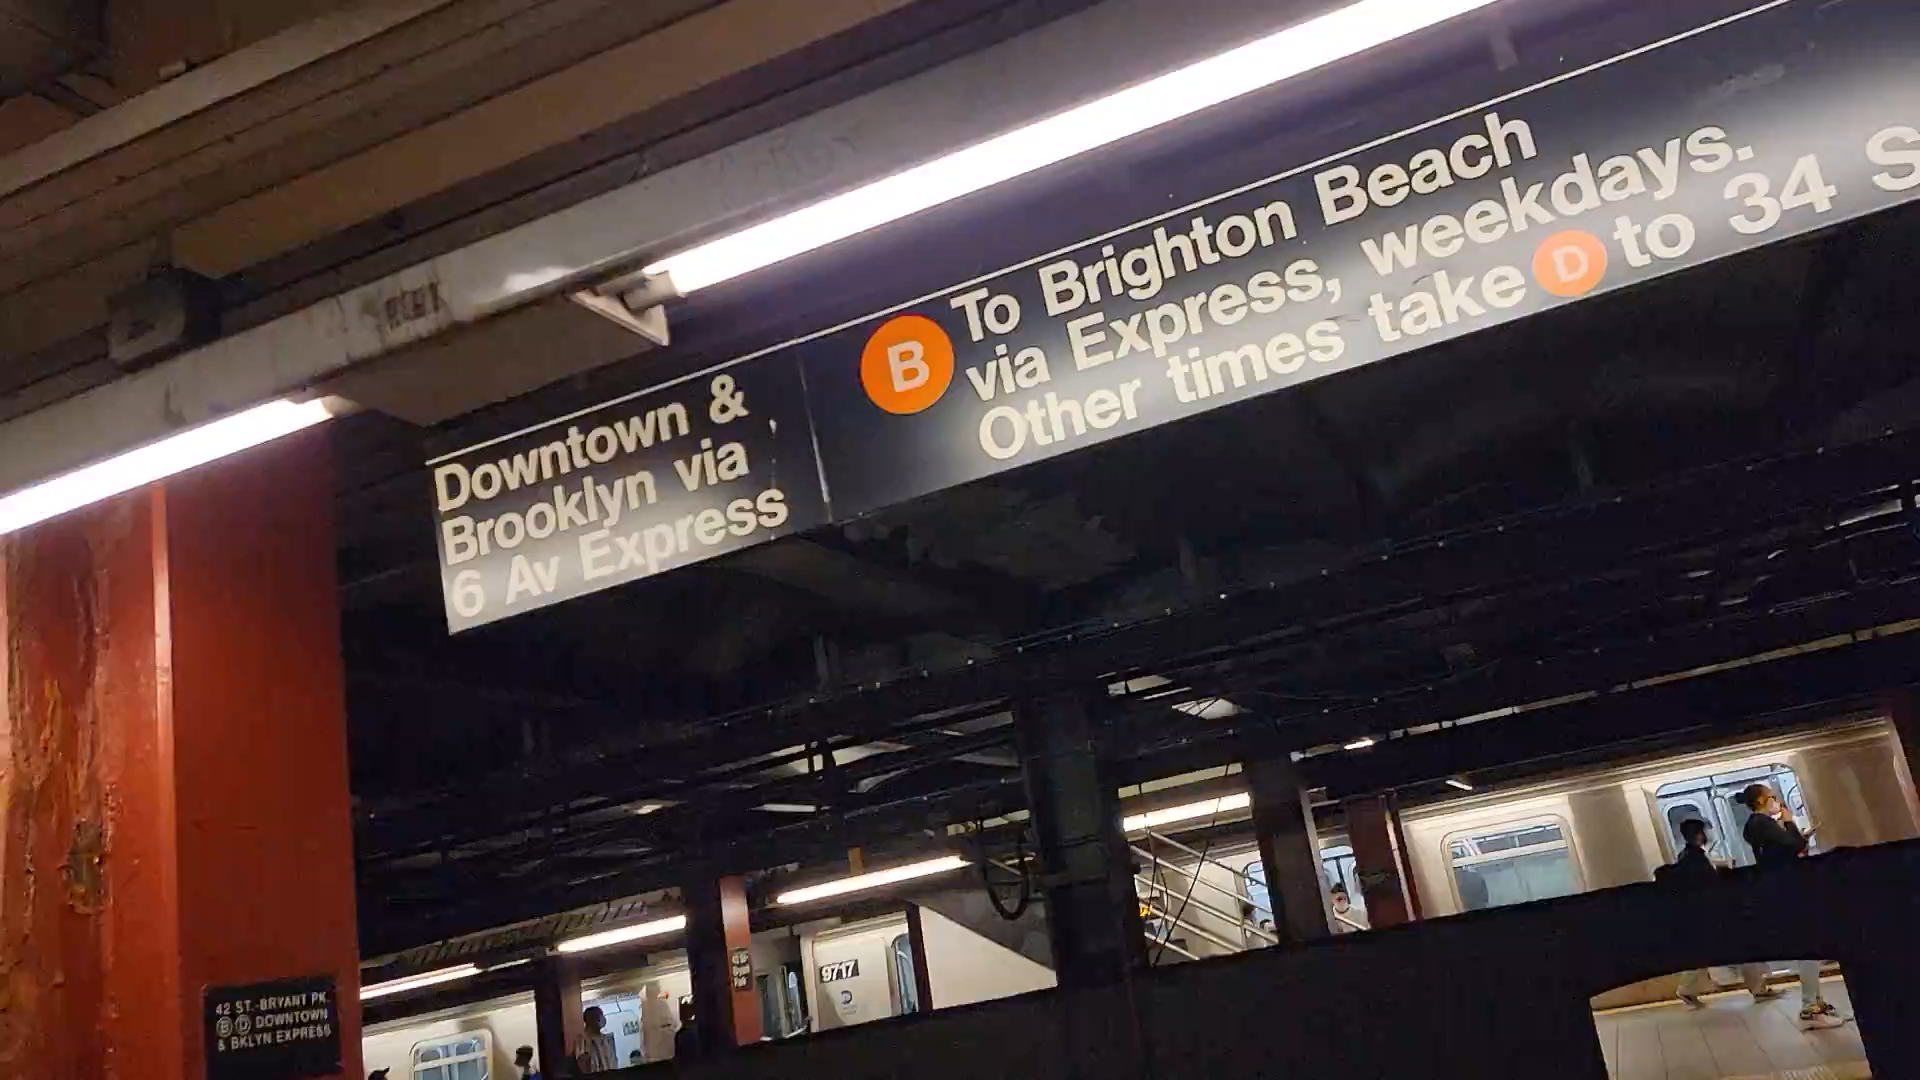 Downtown &
Brooklyn via
6 Av Express
B
To Brighton Beach
via Express, weekdays.
Other times take D to 34 S
9717
42 ST.-BRYANT PK.
B D DOWNTOWN
& BKLYN EXPRESS